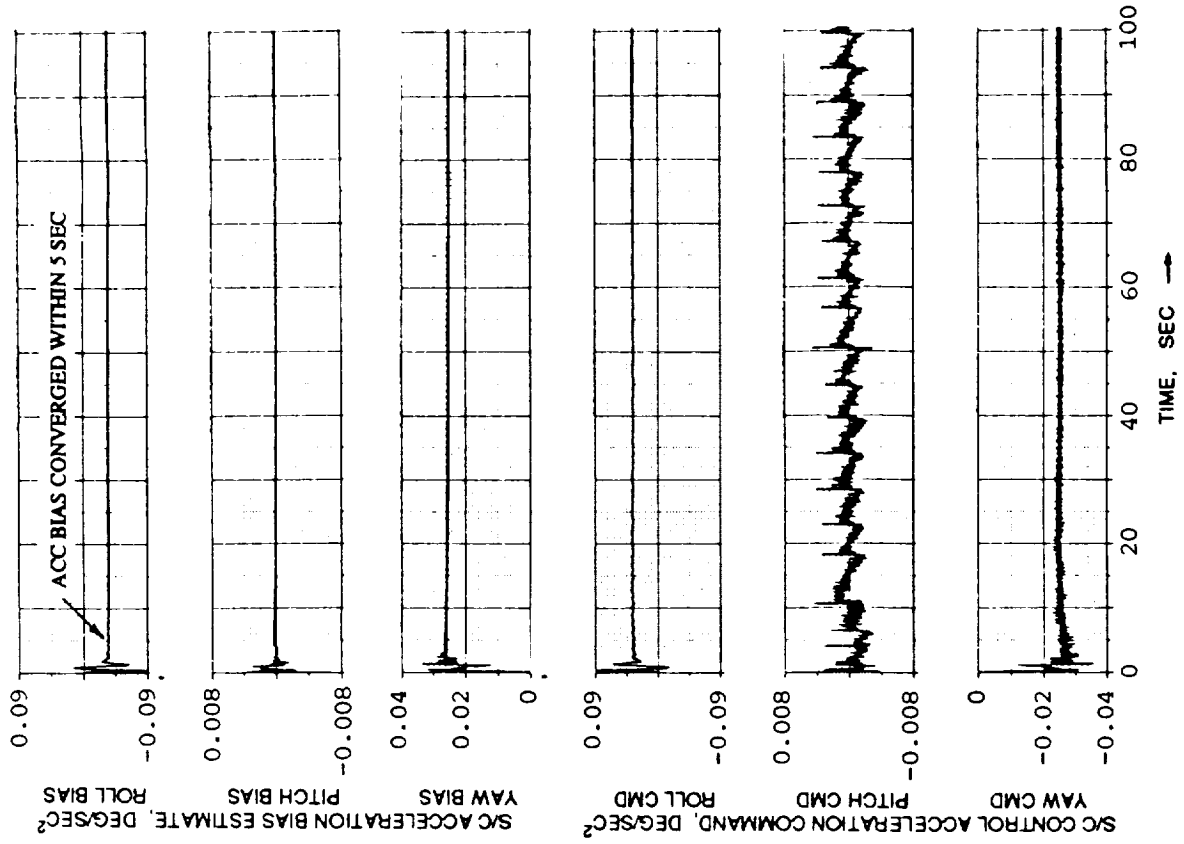 S/C ACCELERATION BIAS ESTIMATE, DEG/SEC²
ROLL BIAS
0.09
-0.09
ACC BIAS CONVERGED WITHIN 5 SEC
PITCH BIAS
0.008
-0.008
YAW BIAS
0.04
0.02
0
S/C CONTROL ACCELERATION COMMAND, DEG/SEC²
ROLL CMD
0.09
-0.09
PITCH CMD
0.008
-0.008
YAW CMD
0
-0.02
-0.04
0 20 40 60 80 100
TIME, SEC →